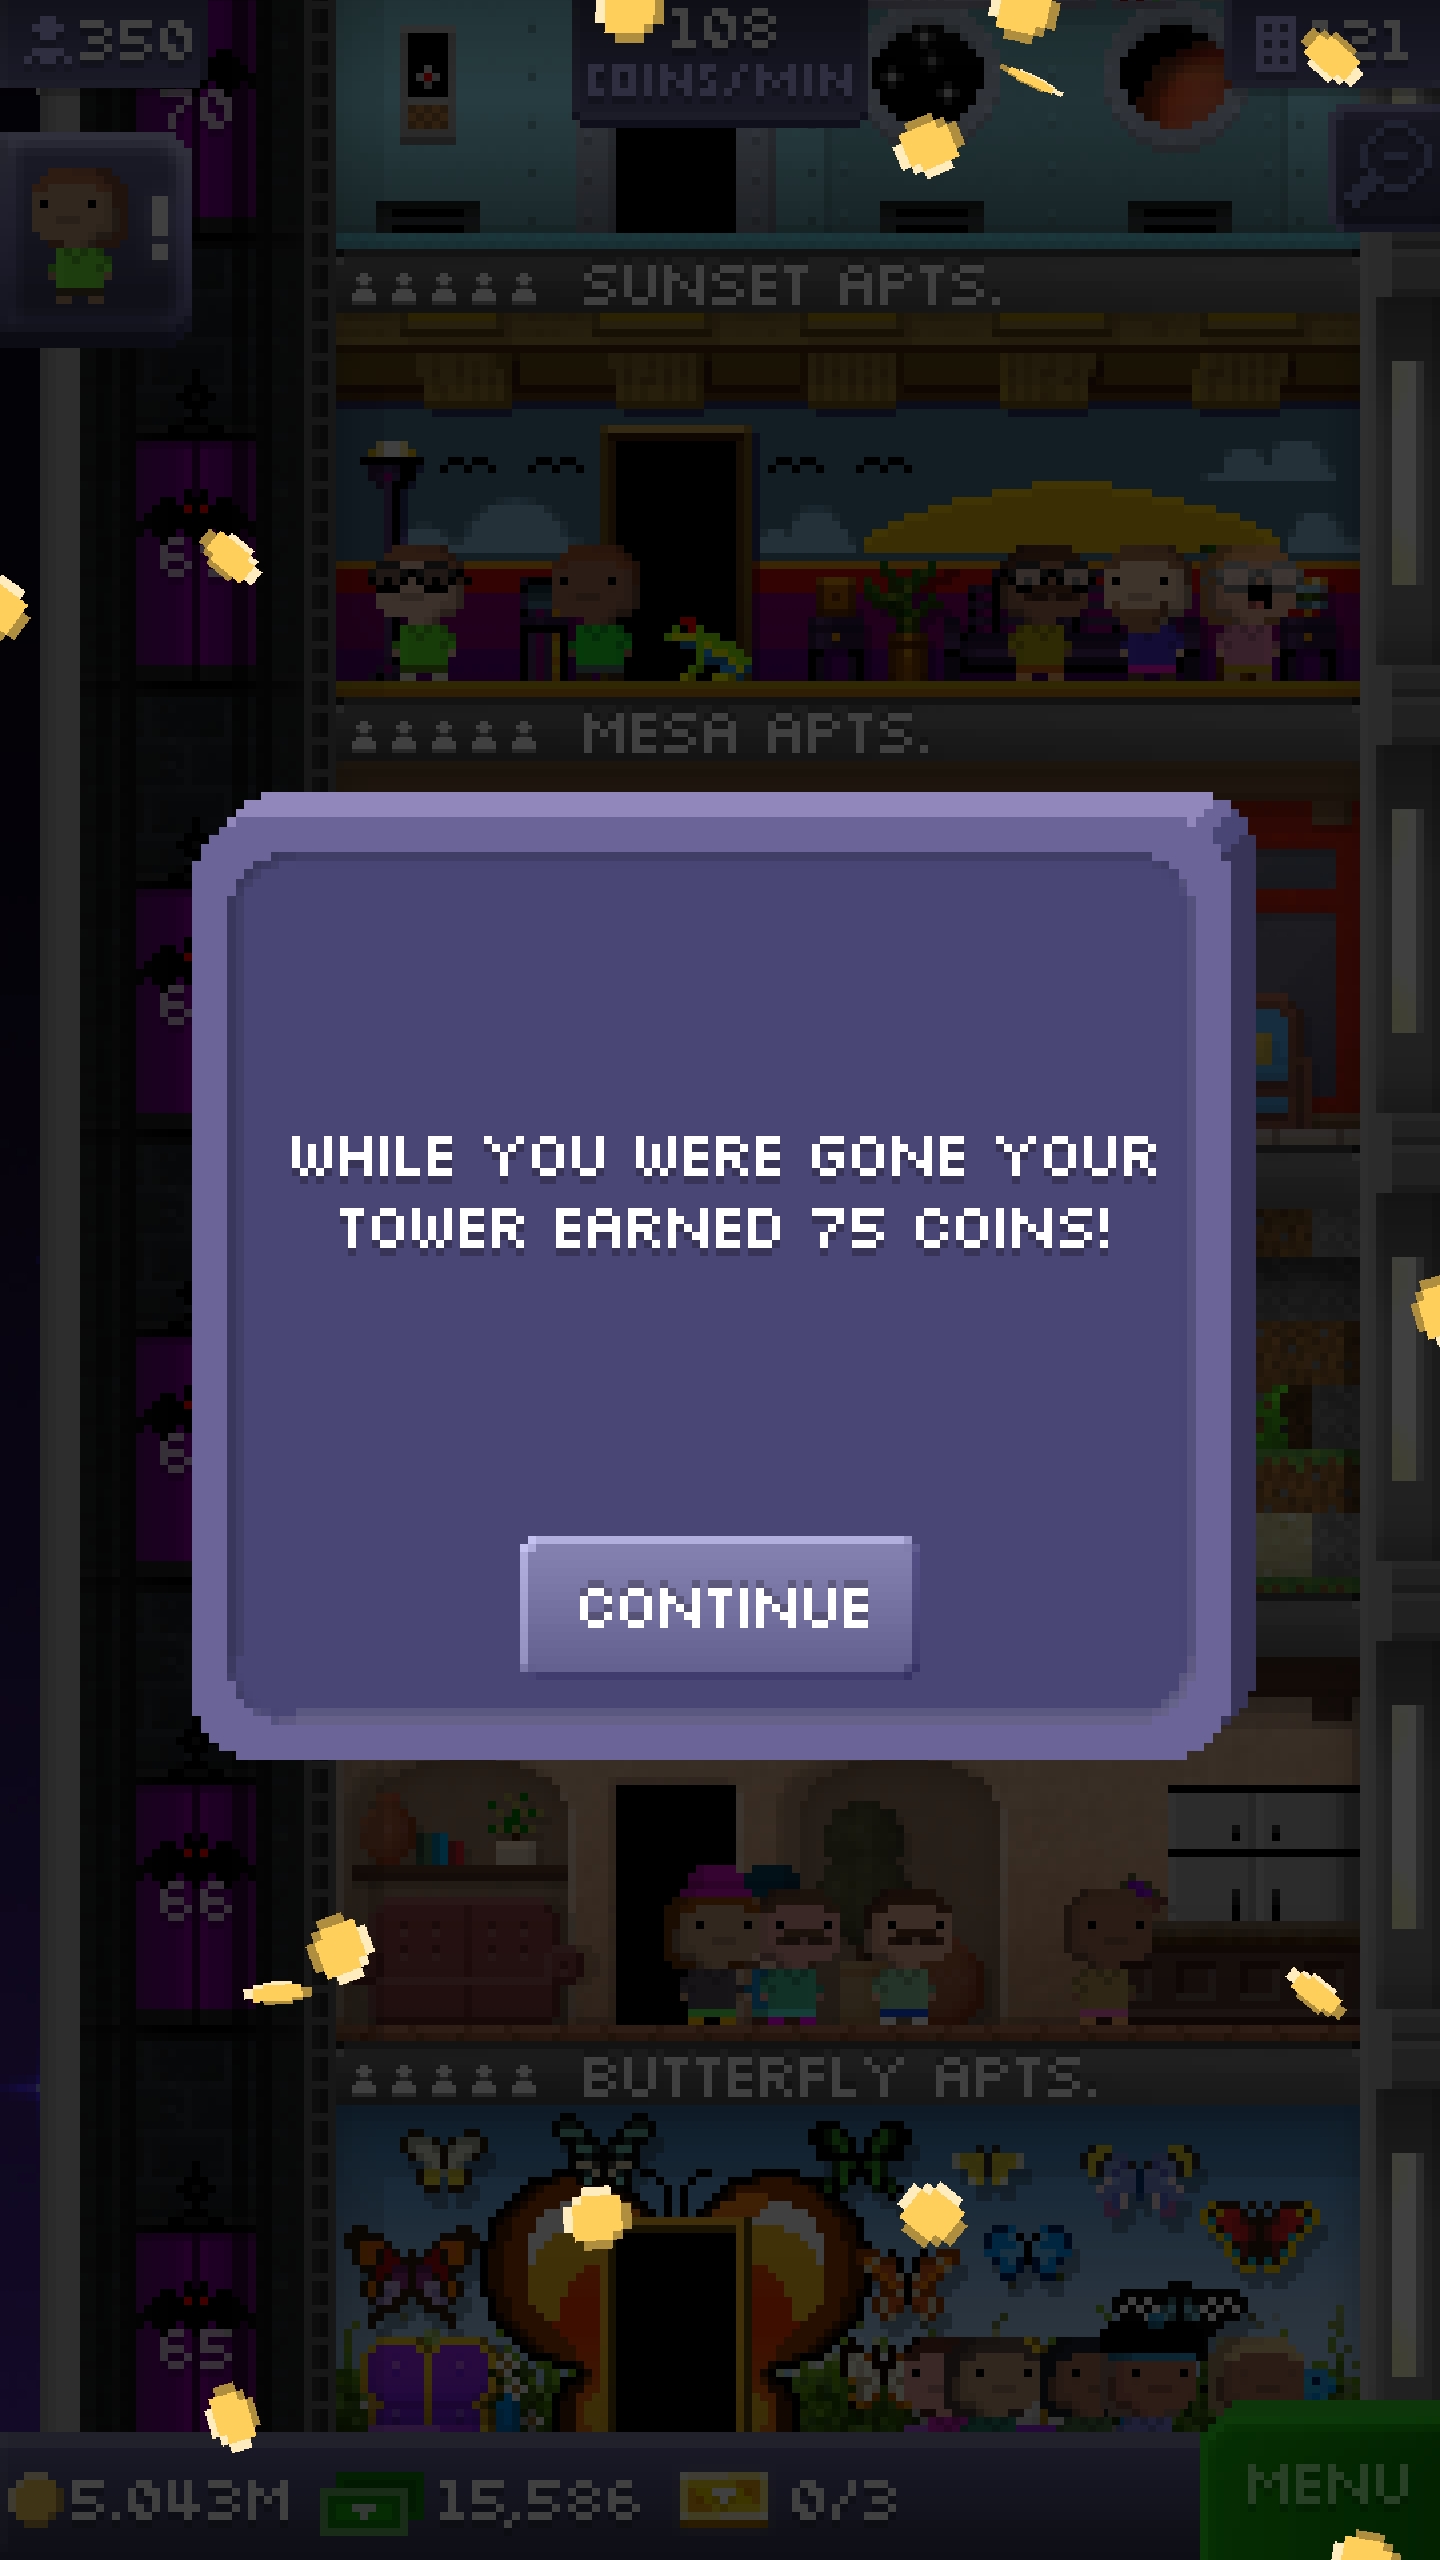 350
108
COINS/MIN
70
!
SUNSET APTS.
MESA APTS.
WHILE YOU WERE GONE YOUR
TOWER EARNED 75 COINS!
CONTINUE
66
BUTTERFLY APTS.
65
5.043M
15,586
0/3
MENU